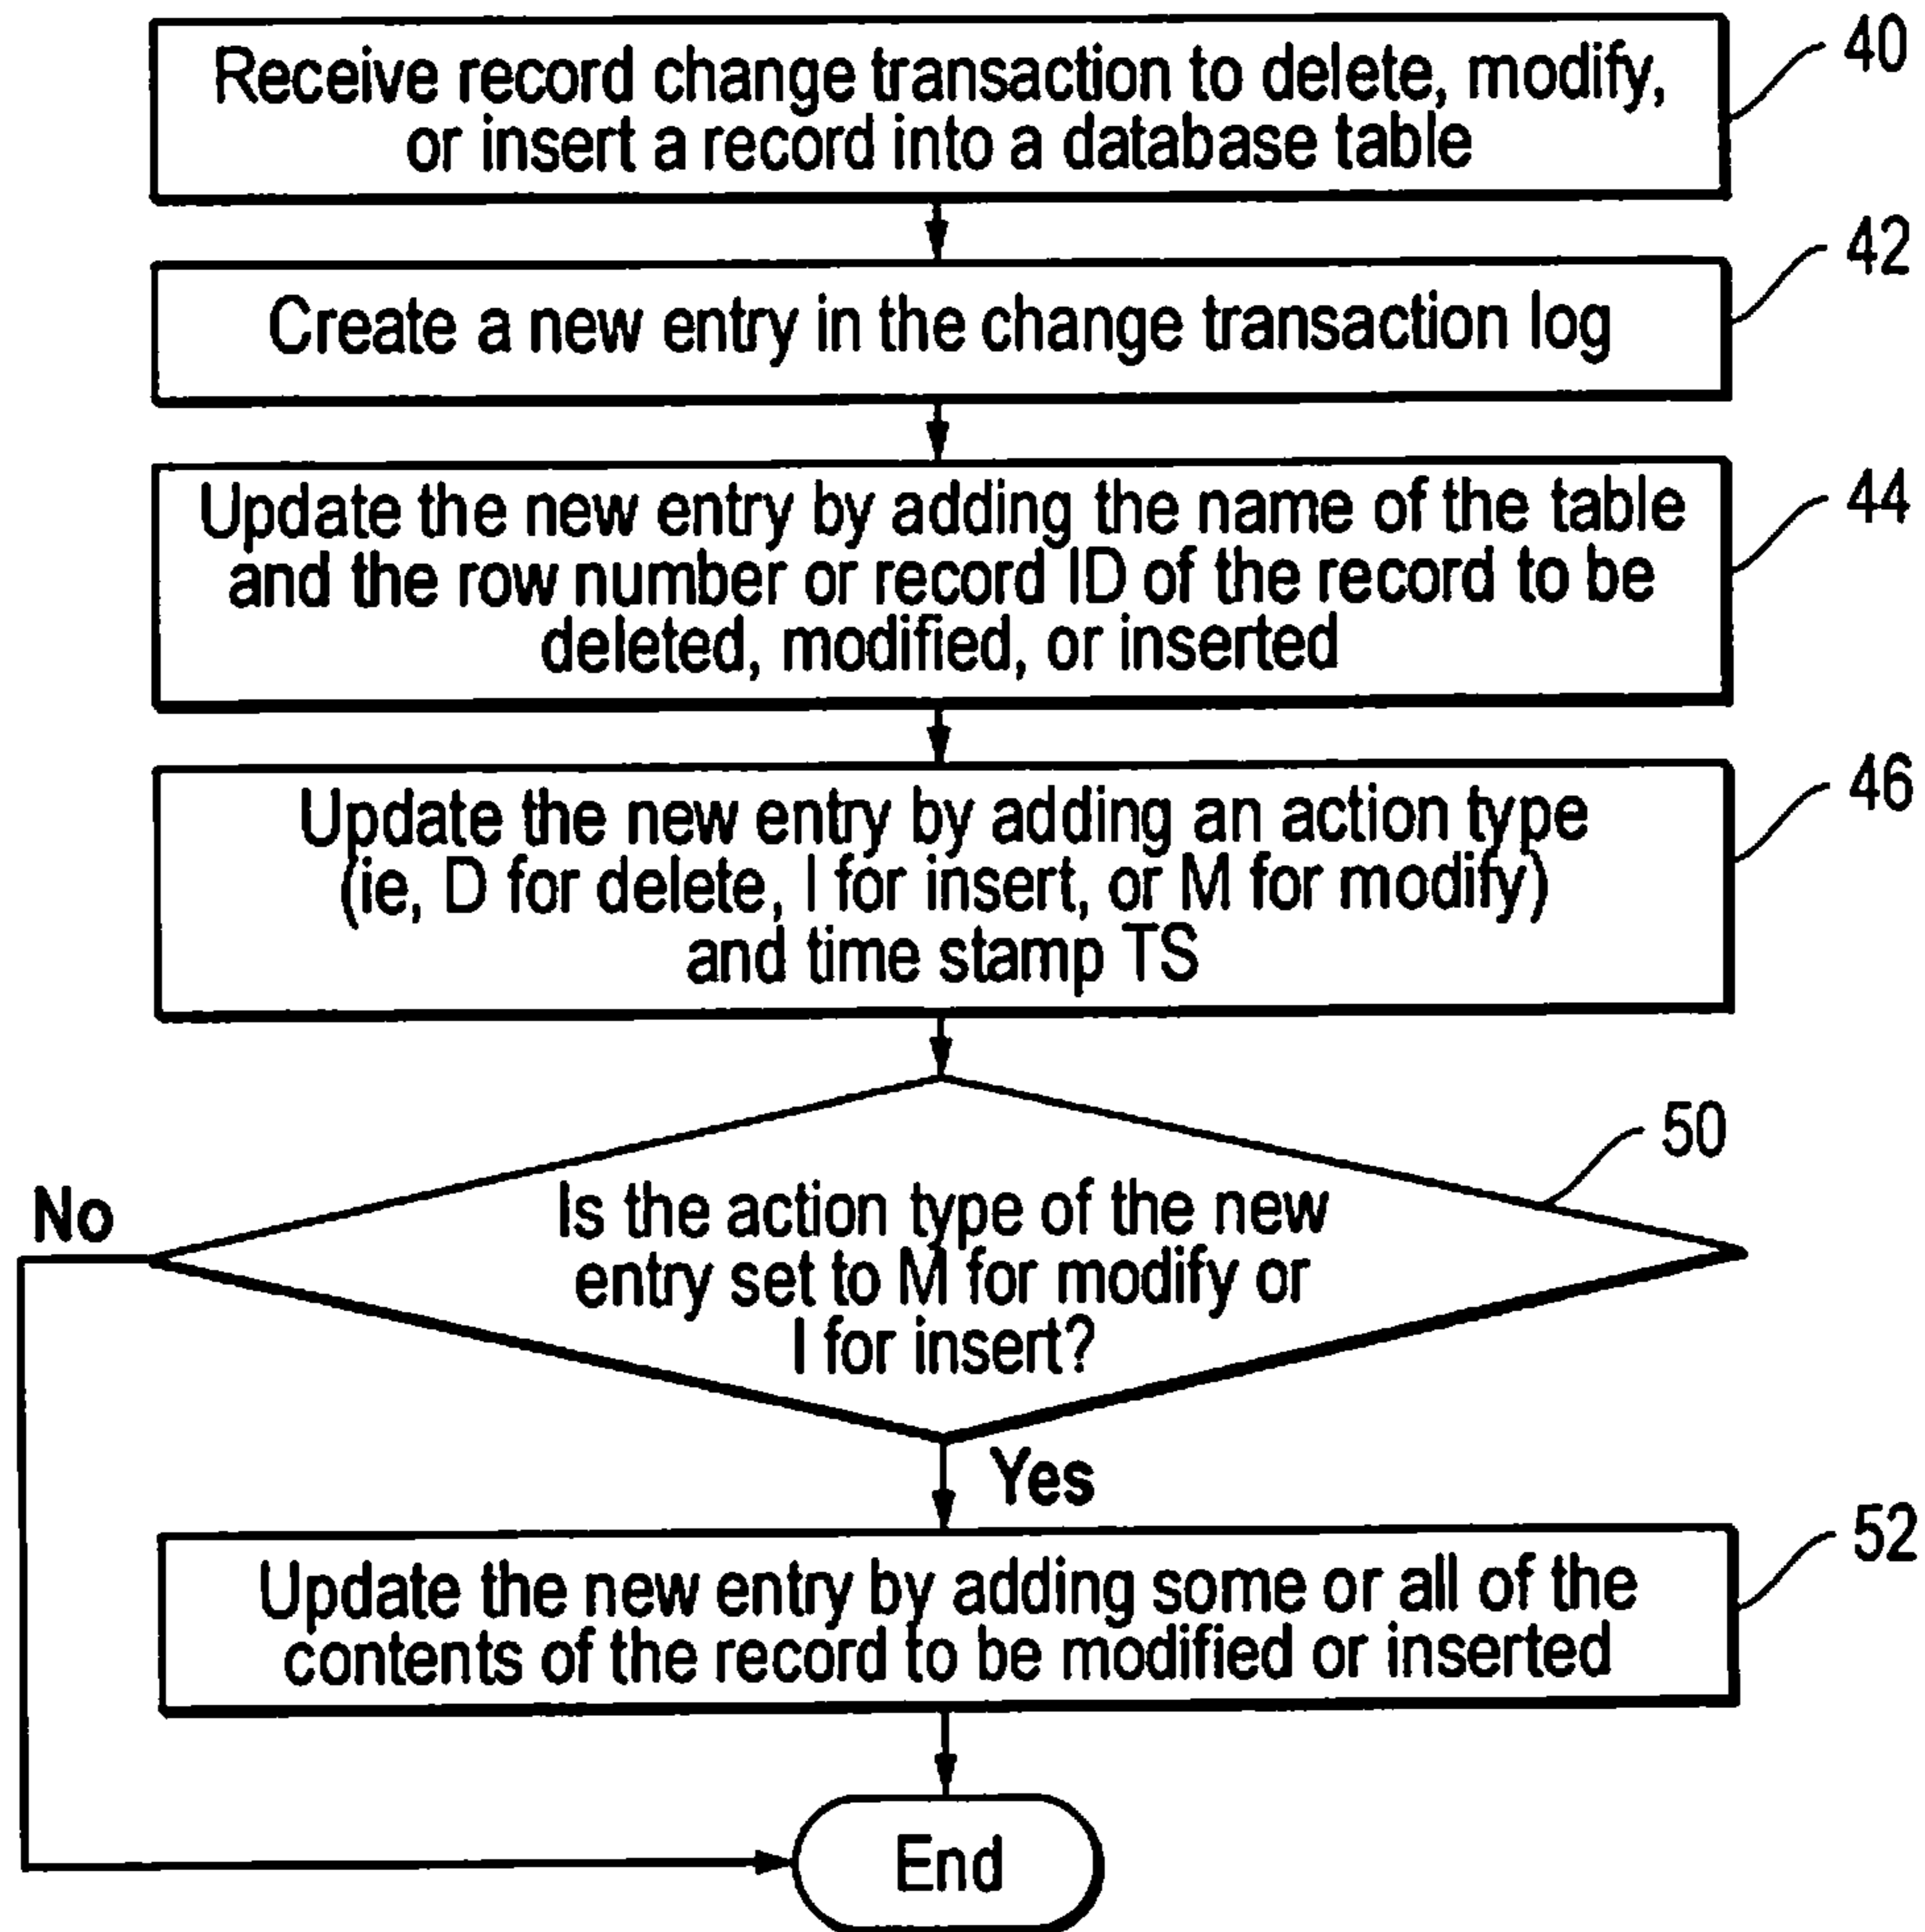 Receive record change transaction to delete, modify,
or insert a record into a database table
40
Create a new entry in the change transaction log
42
Update the new entry by adding the name of the table
and the row number or record ID of the record to be
deleted, modified, or inserted
44
Update the new entry by adding an action type
(ie, D for delete, I for insert, or M for modify)
and time stamp TS
46
Is the action type of the new
entry set to M for modify or
I for insert?
50
No
Yes
Update the new entry by adding some or all of the
contents of the record to be modified or inserted
52
End